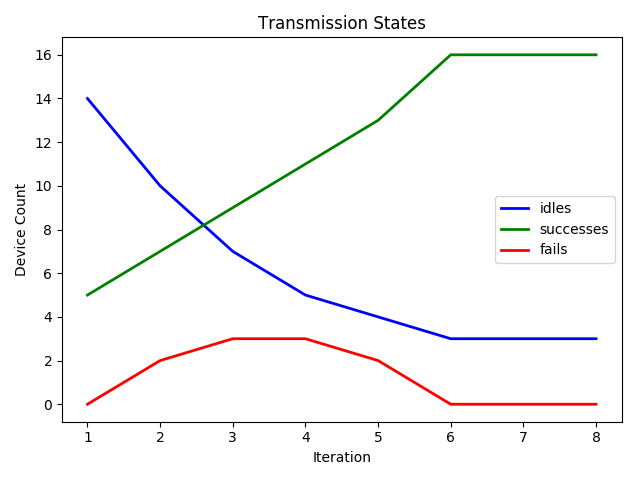 Transmission States
16
14
12
10
8
6
4
2
0
Device Count
idles
successes
fails
1 2 3 4 5 6 7 8
Iteration